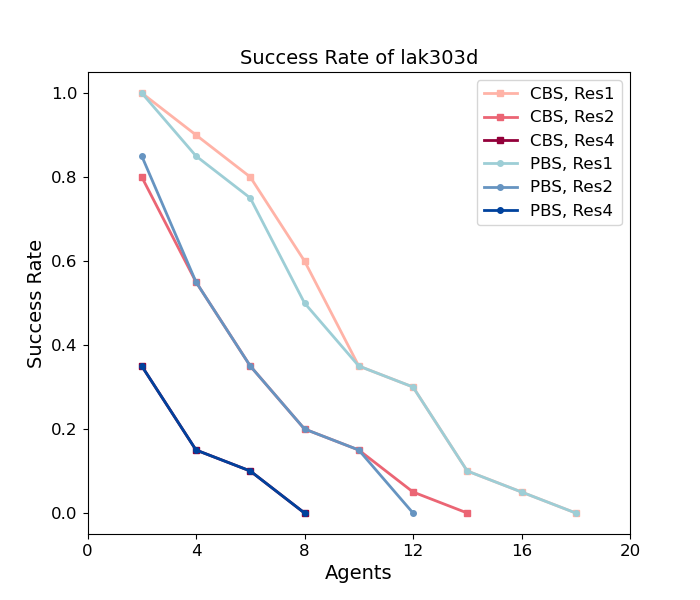 Success Rate of lak303d
1.0
0.8
0.6
0.4
0.2
0.0
Success Rate
0
4
8
12
16
20
Agents
CBS, Res1
CBS, Res2
CBS, Res4
PBS, Res1
PBS, Res2
PBS, Res4